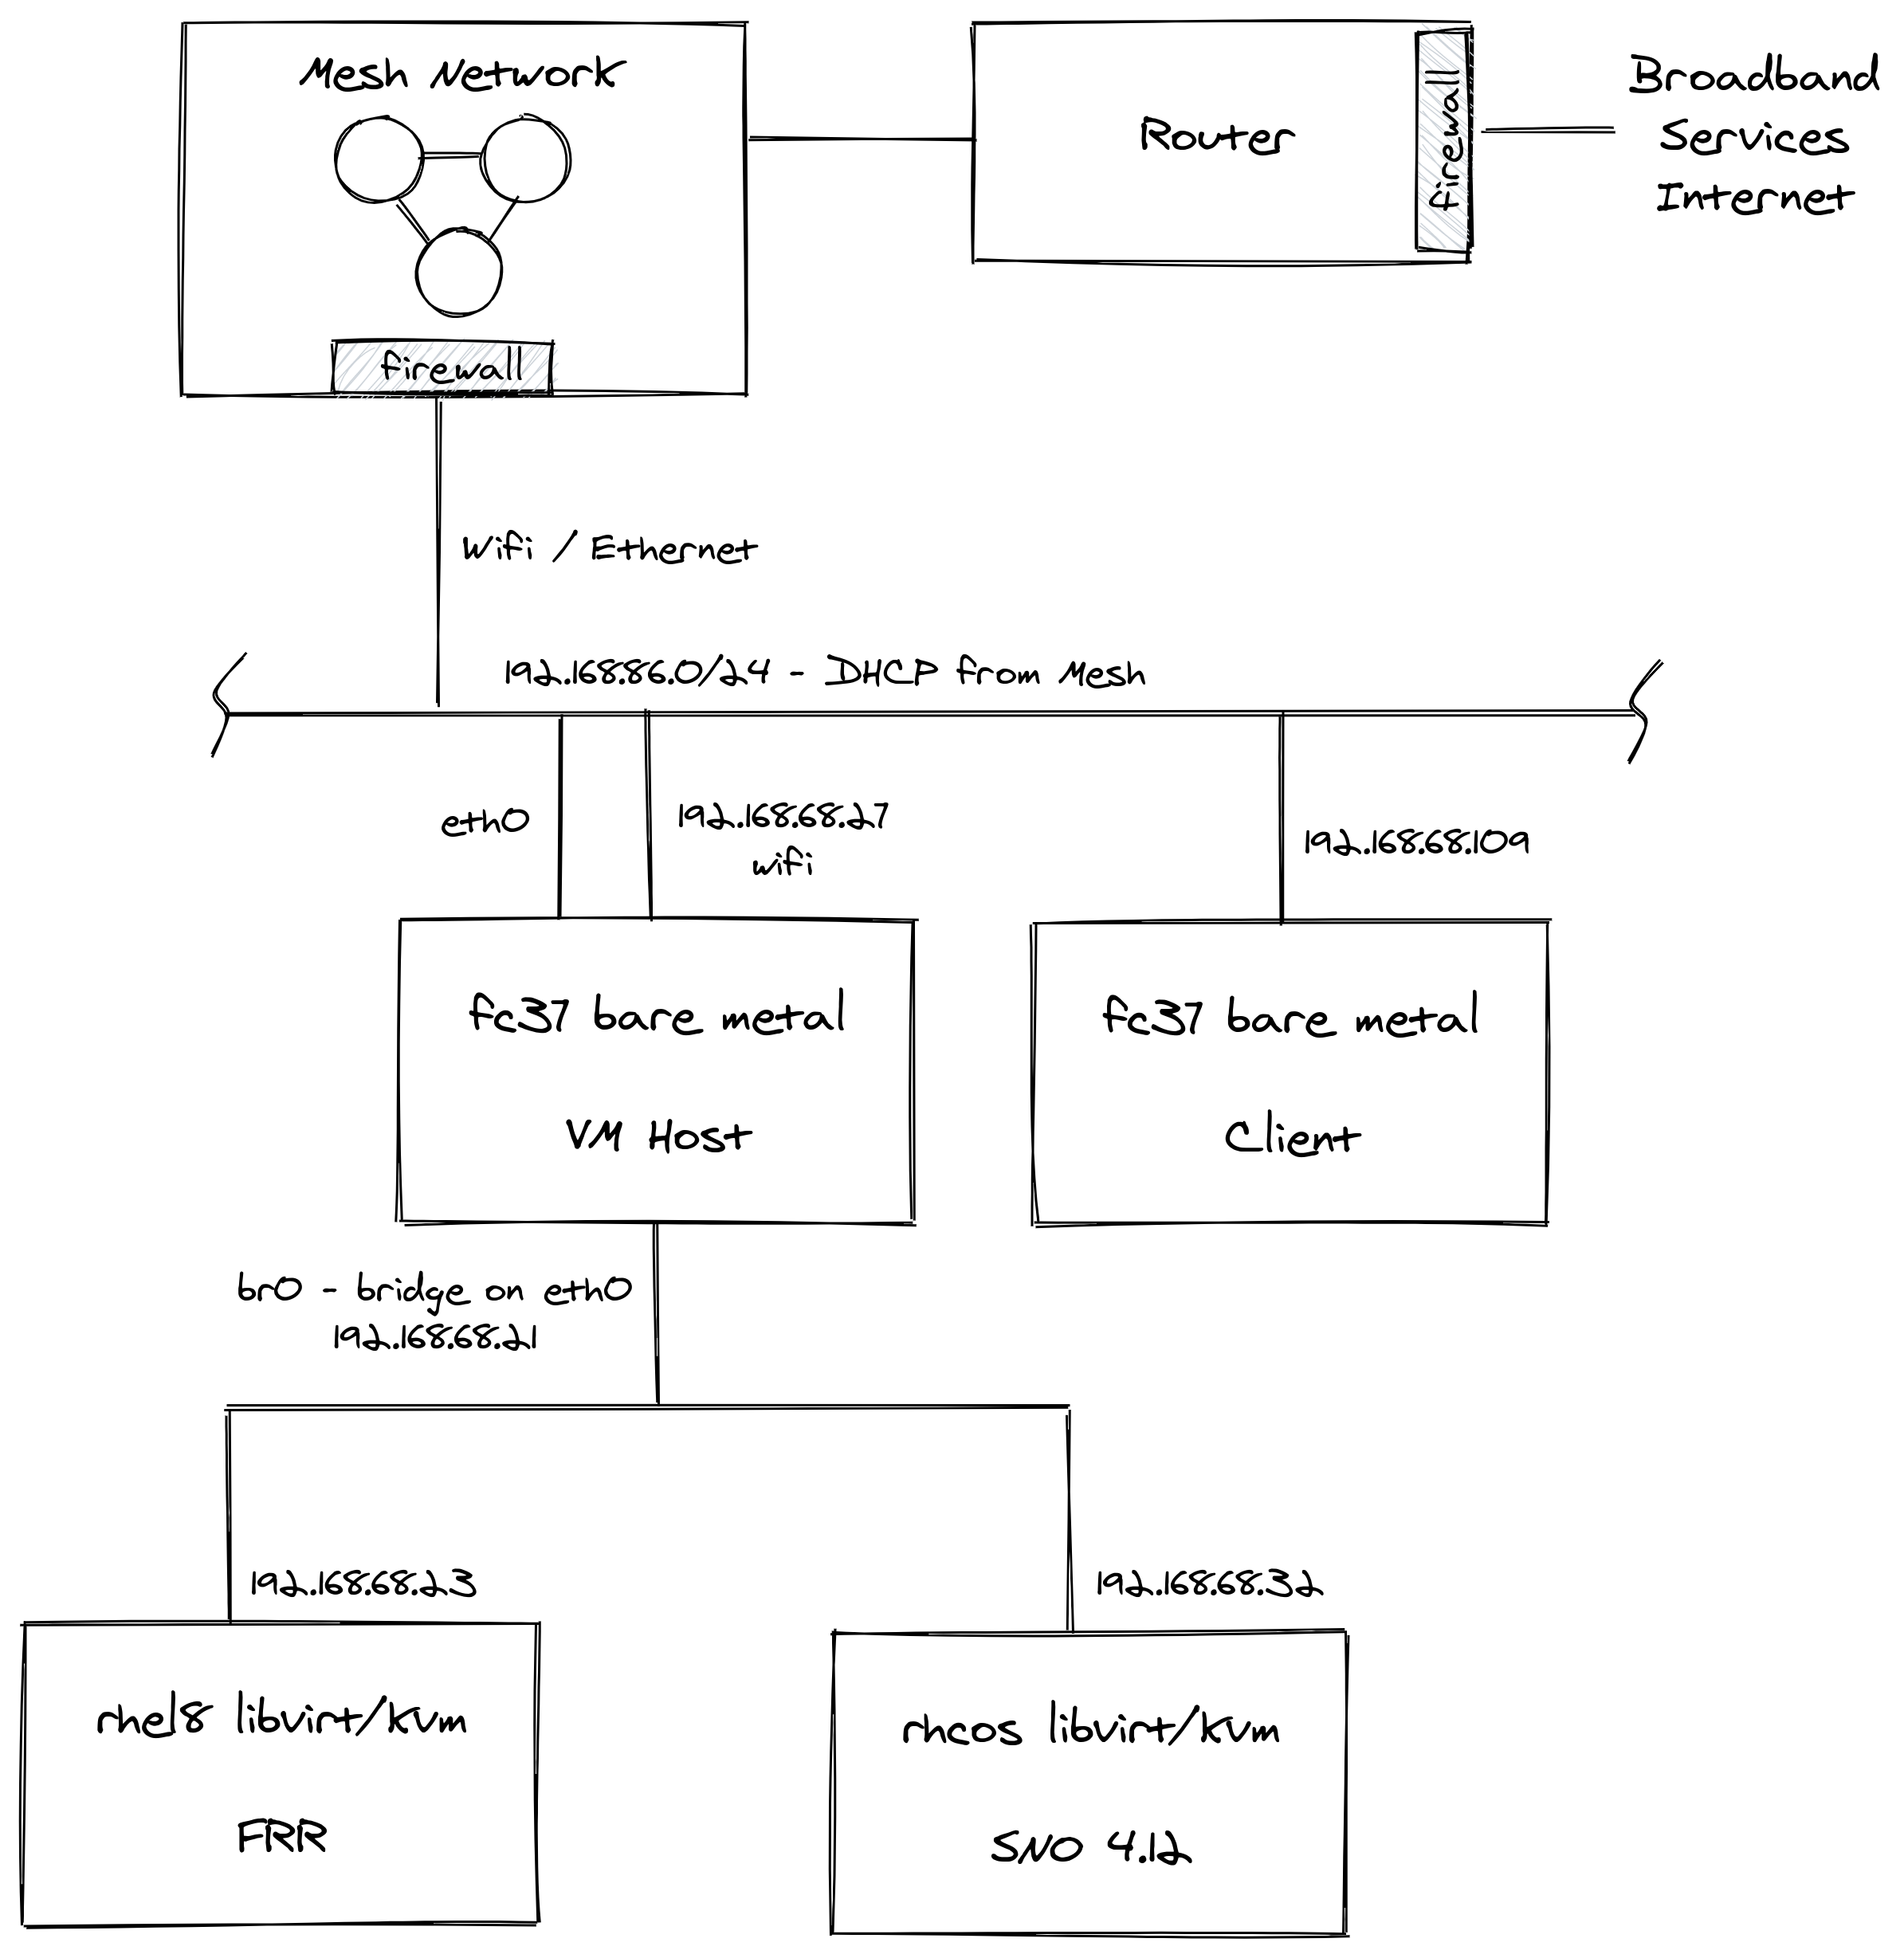 Mesh Network
firewall
Router
firewall
Broadband
Services
Internet
Wifi / Ethernet
192.168.86.0/24 - DHCP from Mesh
eth0
192.168.68.27
wifi
192.168.68.109
fc37 bare metal
VM Host
fc37 bare metal
Client
br0 - bridge on eth0
192.168.68.21
192.168.68.23
192.168.68.32
rhel8 libvirt/kvm
FRR
rhcos libvirt/kvm
SNO 4.12